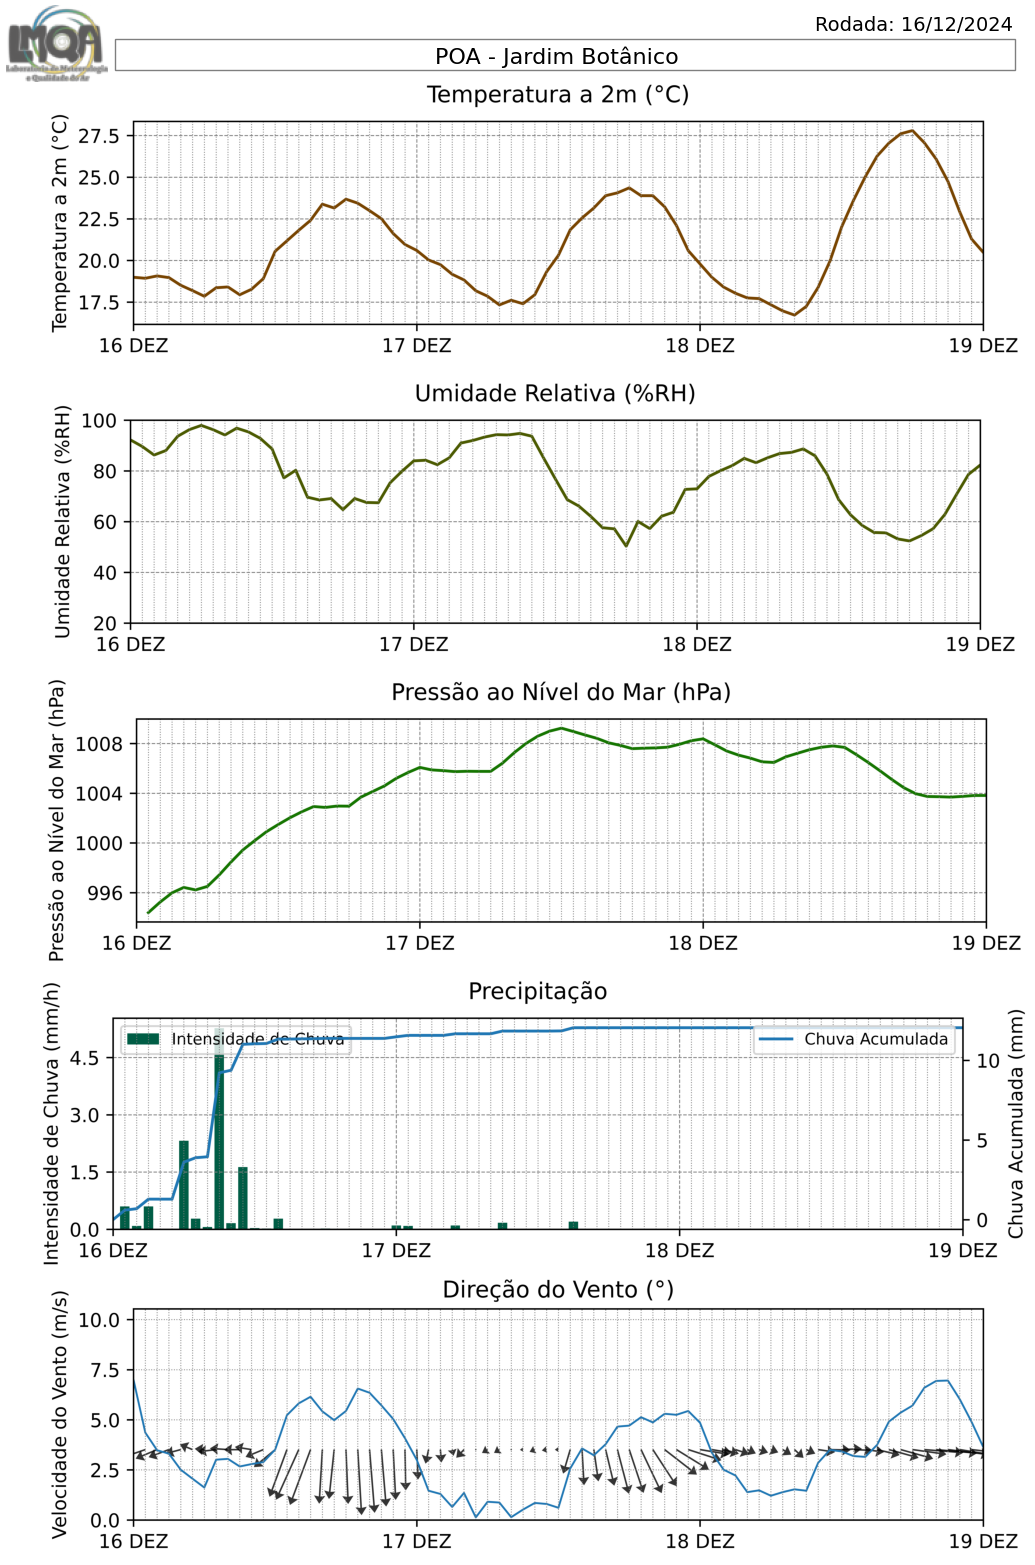 Rodada: 16/12/2024
LMQA
Laboratório de Meteorologia
e Qualidade do Ar
POA - Jardim Botânico
Temperatura a 2m (°C)
Temperatura a 2m (°C)
27.5
25.0
22.5
20.0
17.5
16 DEZ 17 DEZ 18 DEZ 19 DEZ
Umidade Relativa (%RH)
Umidade Relativa (%RH)
100
80
60
40
20
16 DEZ 17 DEZ 18 DEZ 19 DEZ
Pressão ao Nível do Mar (hPa)
Pressão ao Nível do Mar (hPa)
1008
1004
1000
996
16 DEZ 17 DEZ 18 DEZ 19 DEZ
Precipitação
Intensidade de Chuva (mm/h)
Intensidade de Chuva
Chuva Acumulada
4.5
3.0
1.5
0.0
10
5
0
Chuva Acumulada (mm)
16 DEZ 17 DEZ 18 DEZ 19 DEZ
Direção do Vento (°)
Velocidade do Vento (m/s)
10.0
7.5
5.0
2.5
0.0
16 DEZ 17 DEZ 18 DEZ 19 DEZ